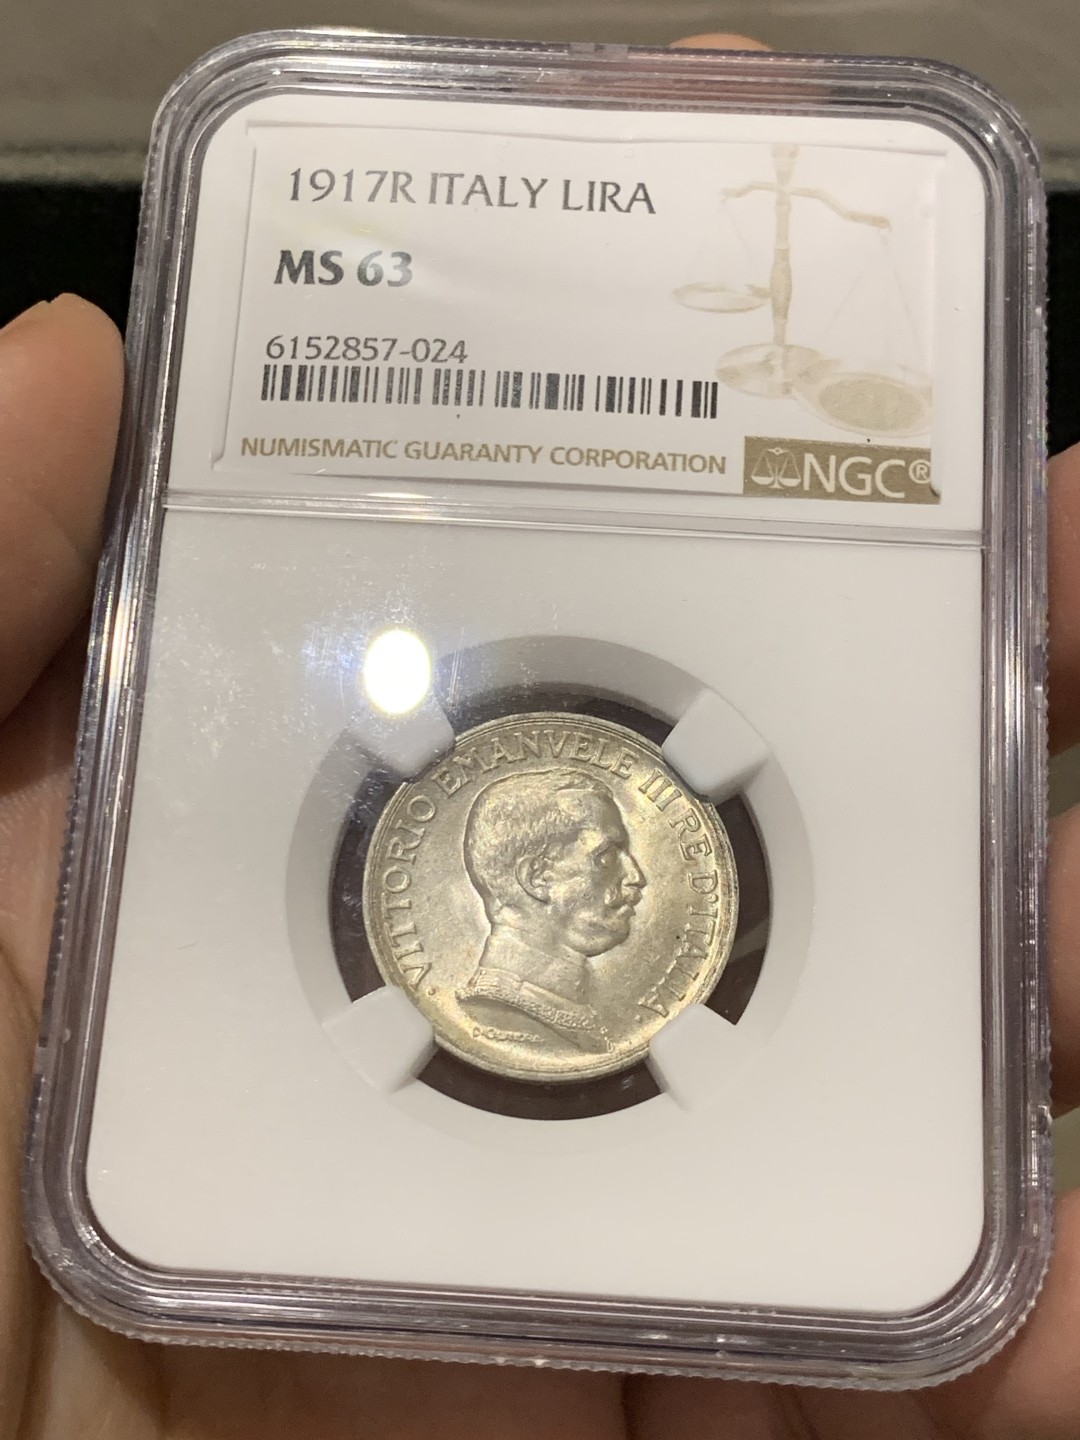 1917R ITALY LIRA
MS 63
6152857-024
NUMISMATIC GUARANTY CORPORATION
NGC®
· VITTORIO EMANVELE III RE D'ITALIA ·